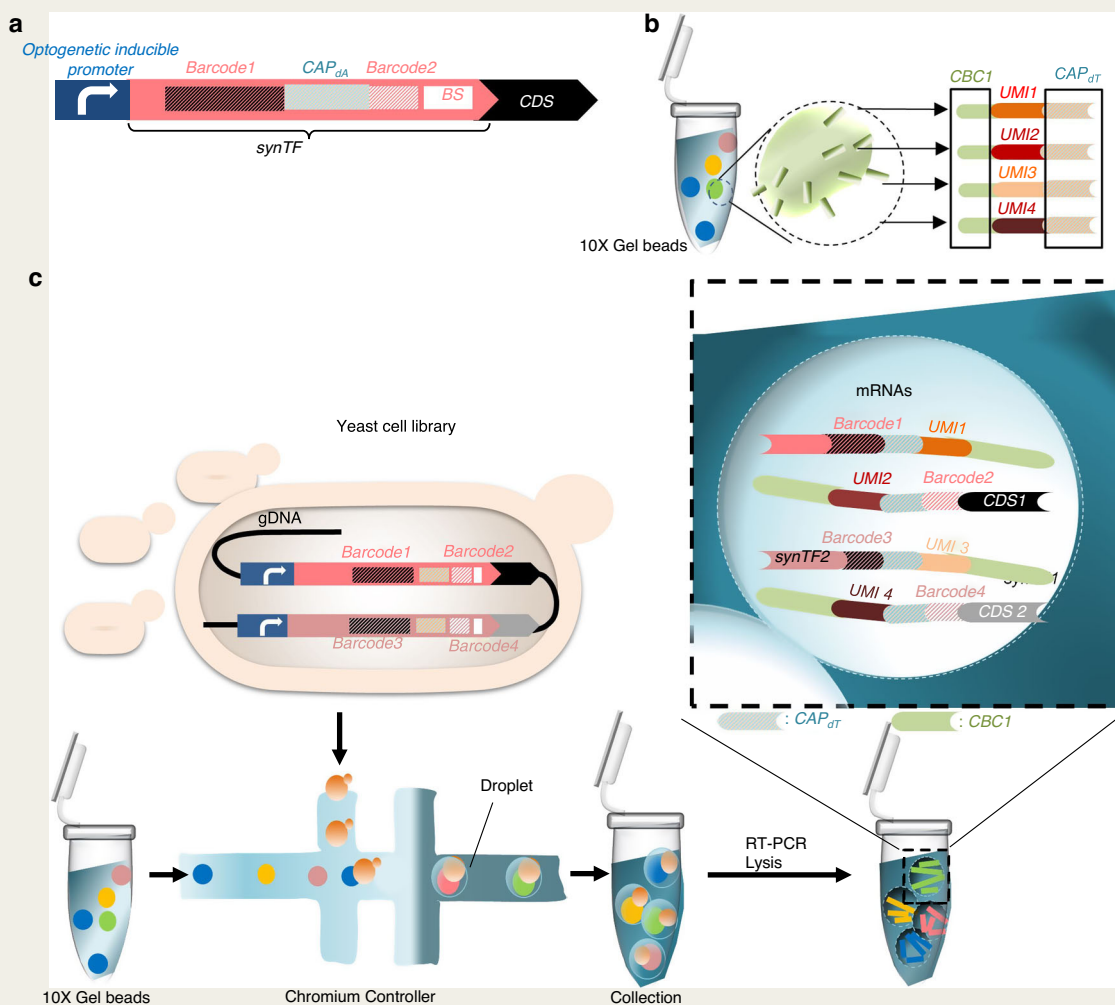 a
Optogenetic inducible
promoter
Barcode1
CAPdA
Barcode2
BS
CDS
synTF
b
CBC1
CAPdT
UMI1
UMI2
UMI3
UMI4
10X Gel beads
c
Yeast cell library
gDNA
Barcode1
Barcode2
Barcode3
Barcode4
mRNAs
Barcode1
UMI1
UMI2
Barcode2
CDS1
Barcode3
synTF2
UMI 3
UMI 4
Barcode4
CDS 2
: CAPdT
: CBC1
Droplet
RT-PCR
Lysis
10X Gel beads
Chromium Controller
Collection